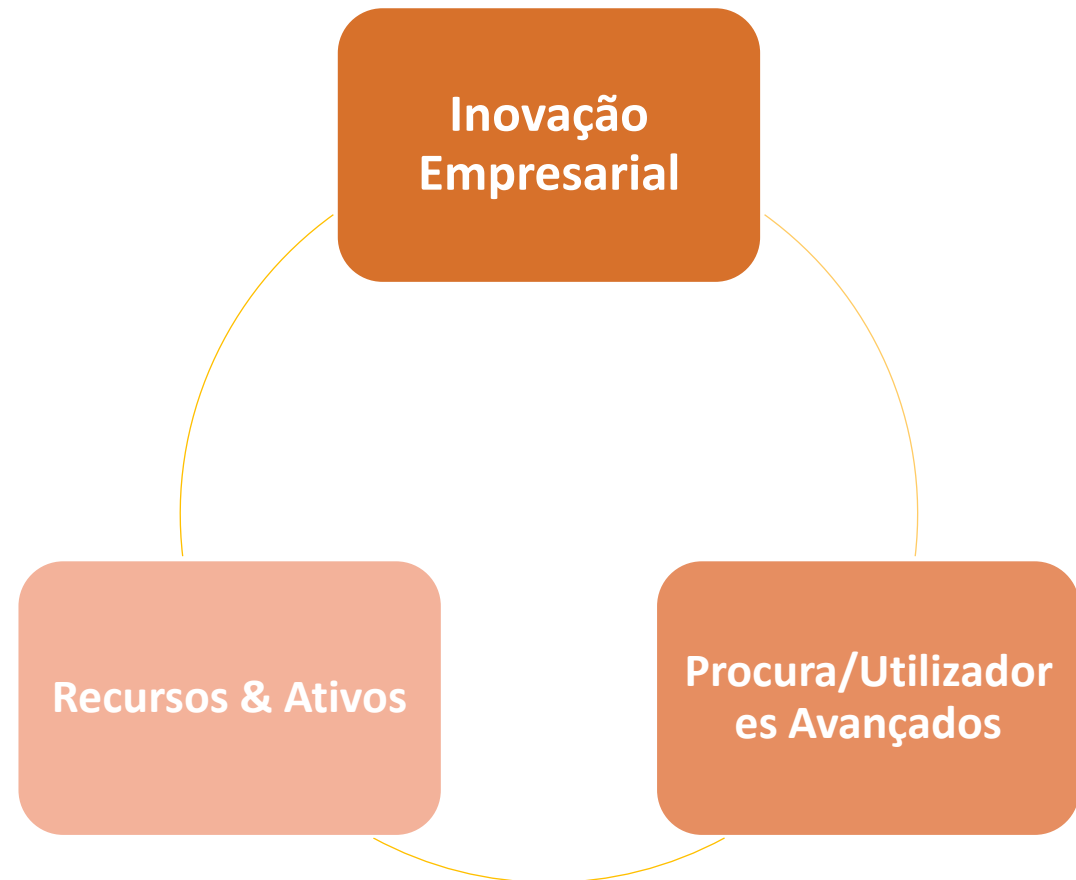 Inovação
Empresarial
Recursos & Ativos
Procura/Utilizador
es Avançados